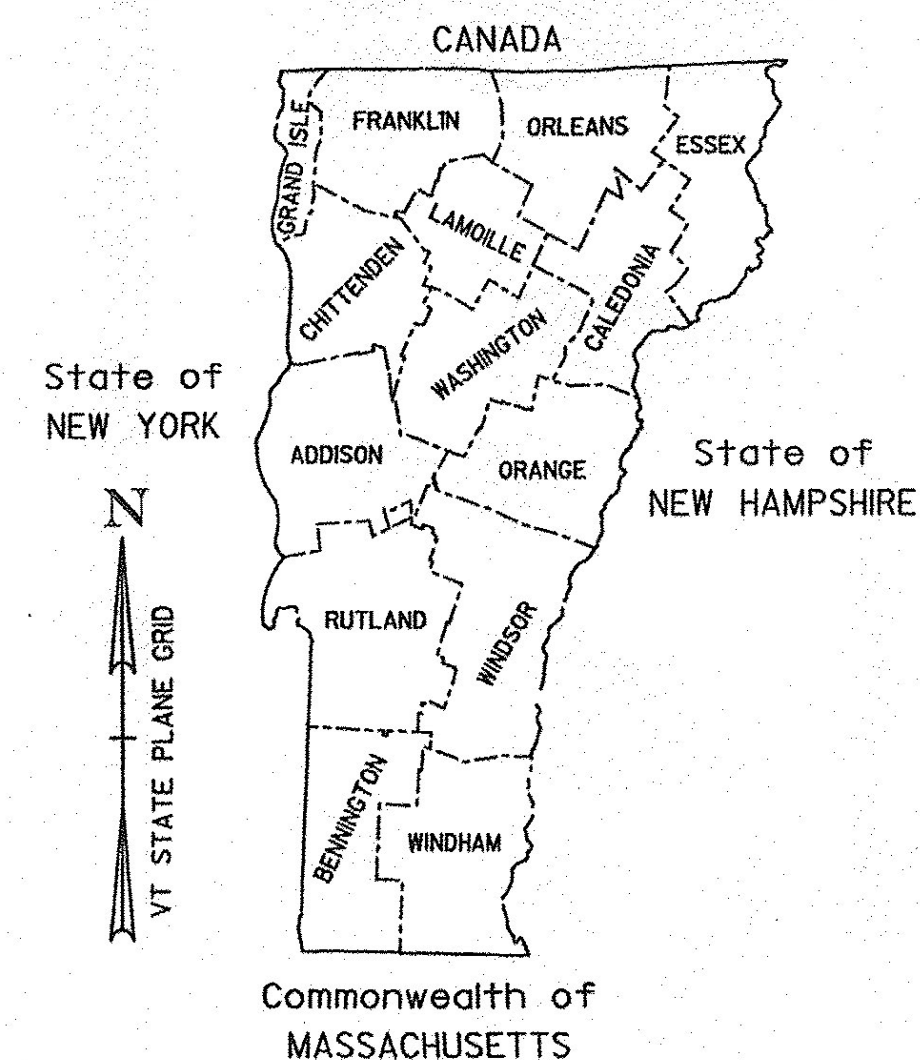 CANADA
GRAND ISLE
FRANKLIN
ORLEANS
ESSEX
LAMOILLE
CHITTENDEN
CALEDONIA
WASHINGTON
State of
NEW YORK
ADDISON
ORANGE
State of
NEW HAMPSHIRE
N
VT STATE PLANE GRID
RUTLAND
WINDSOR
BENNINGTON
WINDHAM
Commonwealth of
MASSACHUSETTS